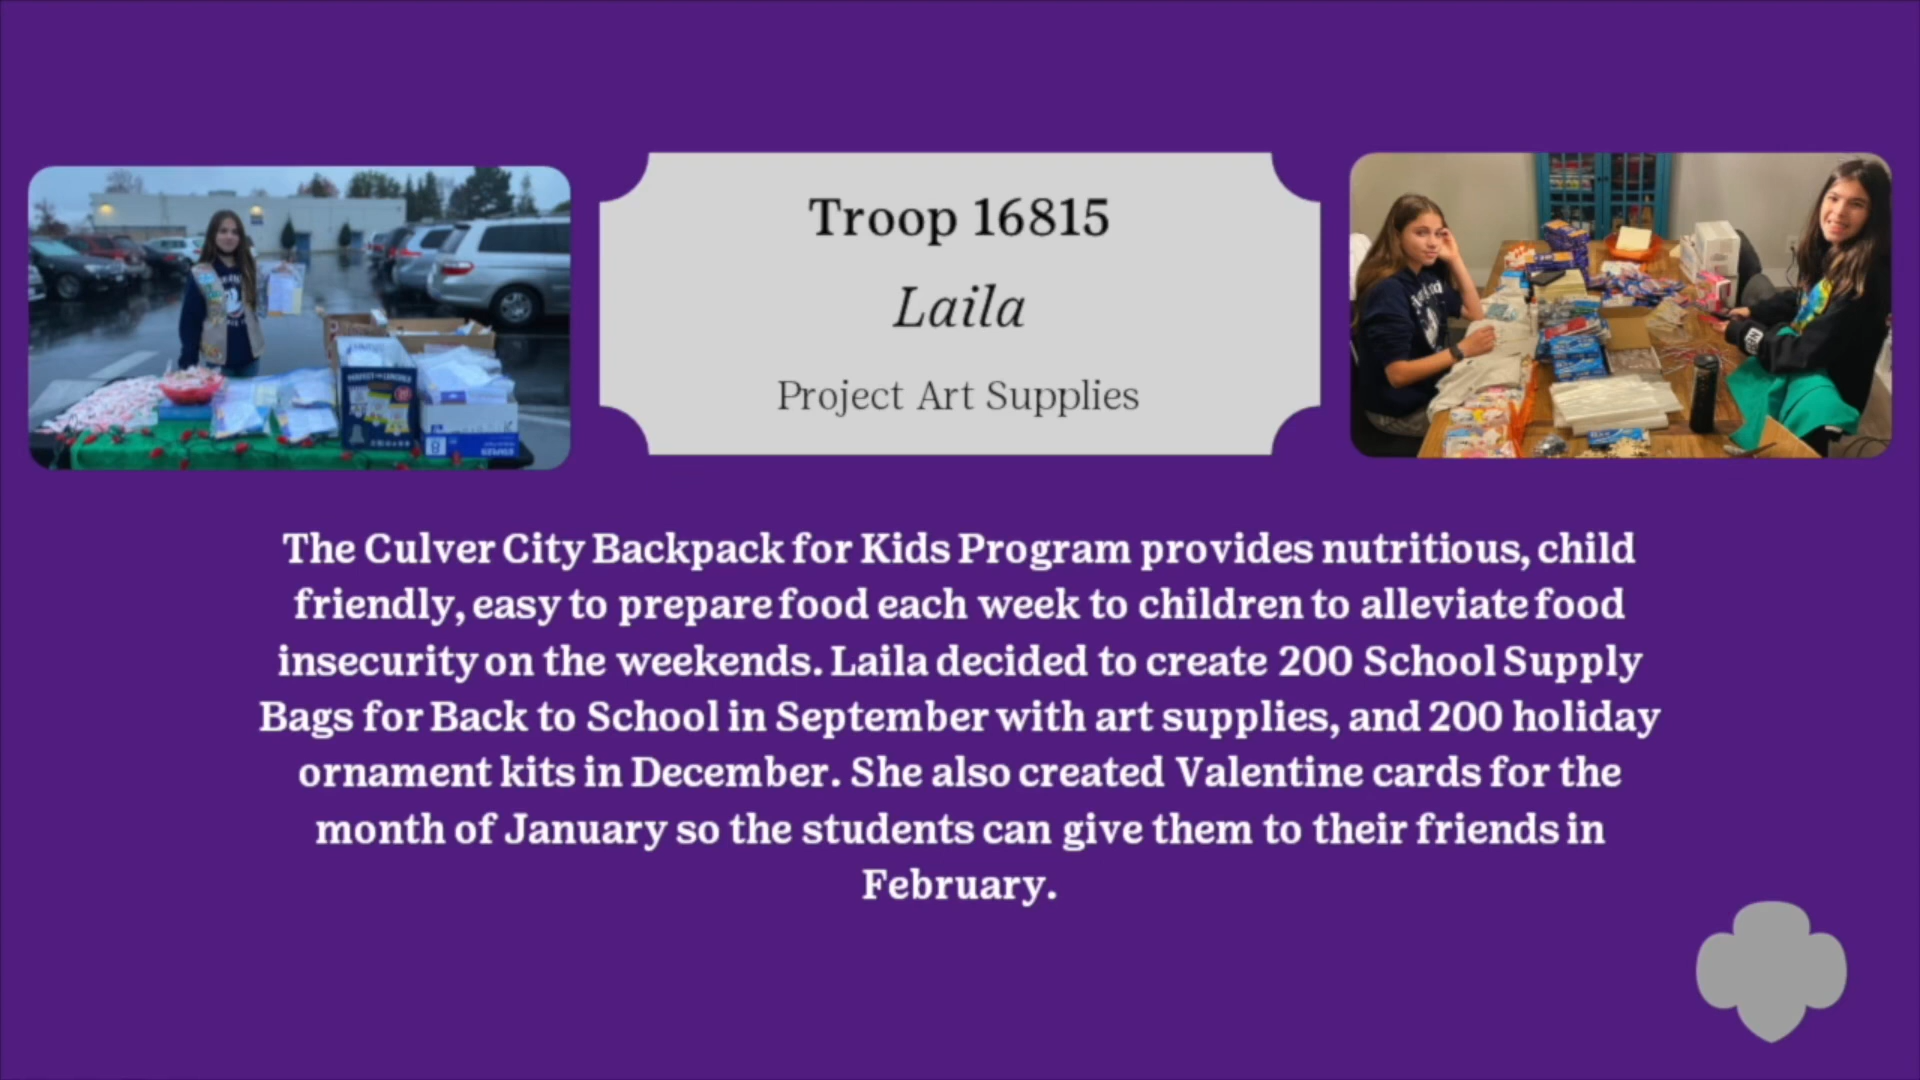 Troop 16815
Laila
Project Art Supplies
The Culver City Backpack for Kids Program provides nutritious, child
friendly, easy to prepare food each week to children to alleviate food
insecurity on the weekends. Laila decided to create 200 School Supply
Bags for Back to School in September with art supplies, and 200 holiday
ornament kits in December. She also created Valentine cards for the
month of January so the students can give them to their friends in
February.